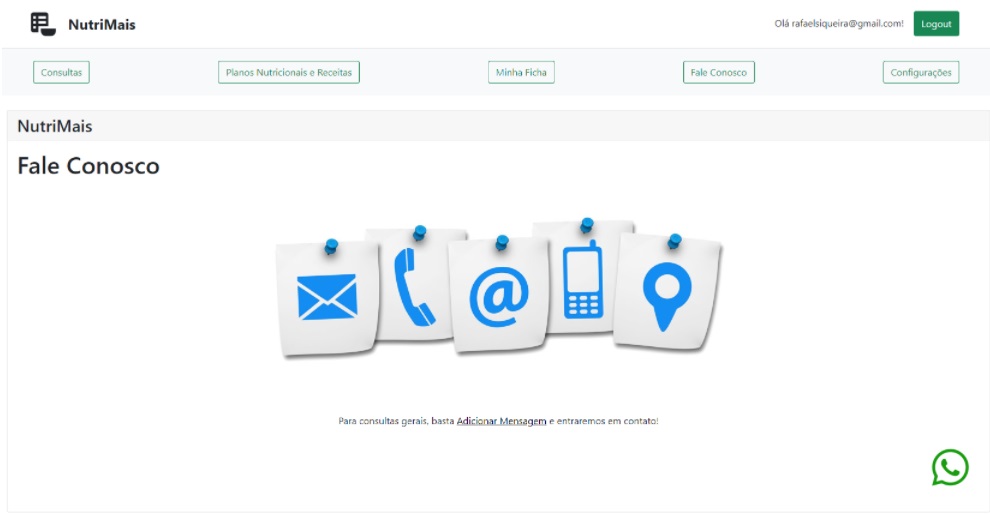 NutriMais
Olá rafaelsiqueira@gmail.com!
Logout
Consultas
Planos Nutricionais e Receitas
Minha Ficha
Fale Conosco
Configurações
NutriMais
Fale Conosco
@
Para consultas gerais, basta Adicionar Mensagem e entraremos em contato!